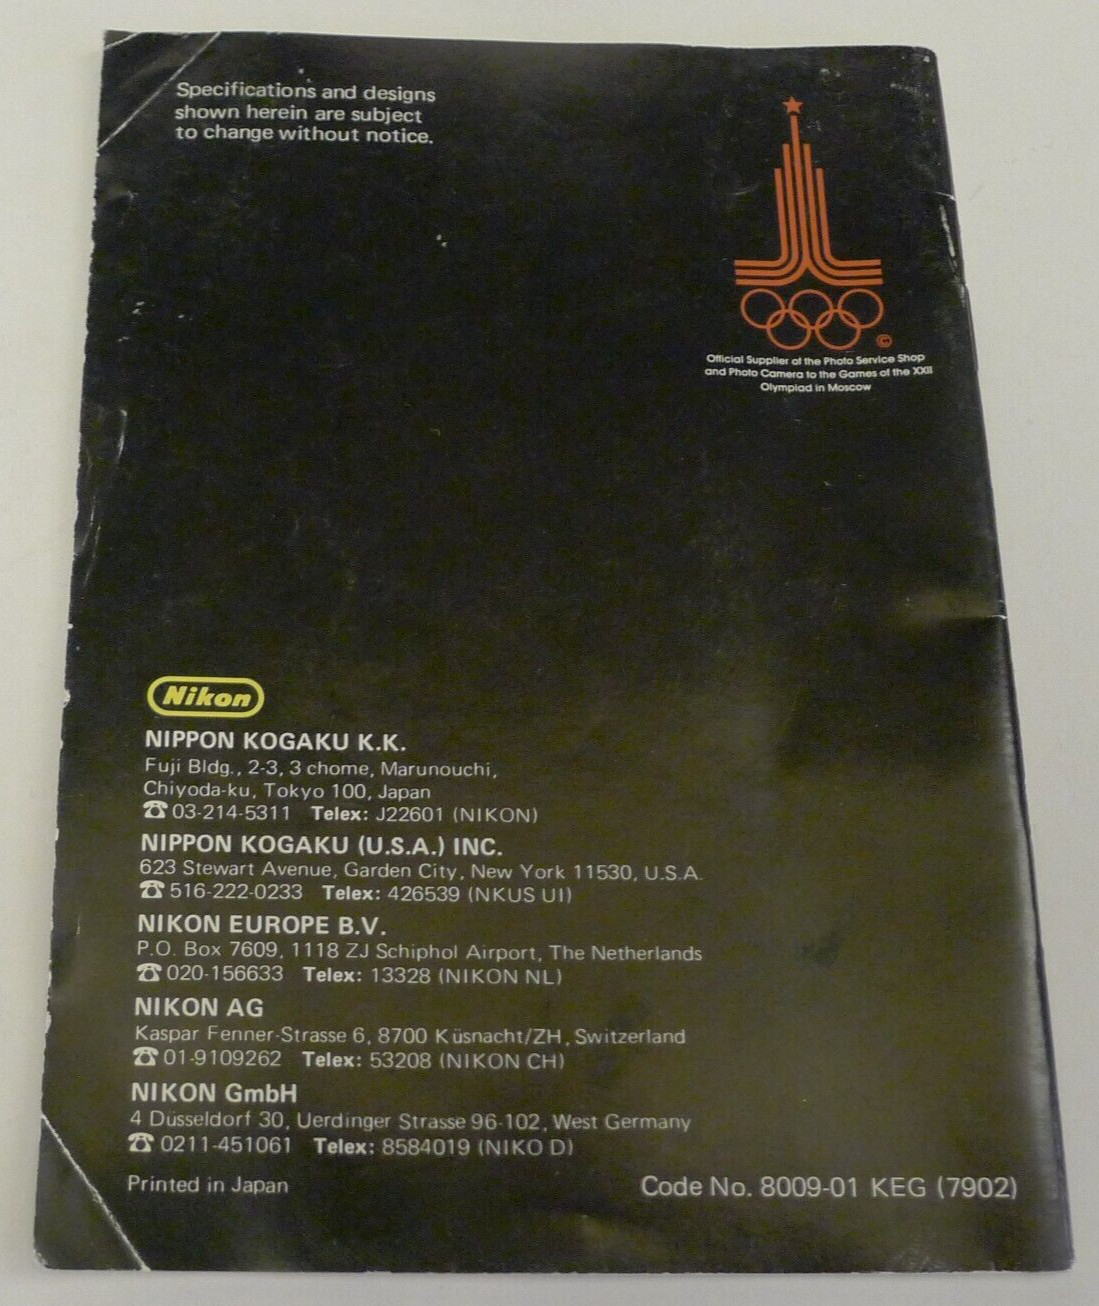 Specifications and designs
shown herein are subject
to change without notice.
©
Official Supplier of the Photo Service Shop
and Photo Camera to the Games of the XXII
Olympiad in Moscow
Nikon
NIPPON KOGAKU K.K.
Fuji Bldg., 2-3, 3 chome, Marunouchi,
Chiyoda-ku, Tokyo 100, Japan
☎ 03-214-5311 Telex: J22601 (NIKON)
NIPPON KOGAKU (U.S.A.) INC.
623 Stewart Avenue, Garden City, New York 11530, U.S.A.
☎ 516-222-0233 Telex: 426539 (NKUS UI)
NIKON EUROPE B.V.
P.O. Box 7609, 1118 ZJ Schiphol Airport, The Netherlands
☎ 020-156633 Telex: 13328 (NIKON NL)
NIKON AG
Kaspar Fenner-Strasse 6, 8700 Küsnacht/ZH, Switzerland
☎ 01-9109262 Telex: 53208 (NIKON CH)
NIKON GmbH
4 Düsseldorf 30, Uerdinger Strasse 96-102, West Germany
☎ 0211-451061 Telex: 8584019 (NIKO D)
Printed in Japan
Code No. 8009-01 KEG (7902)